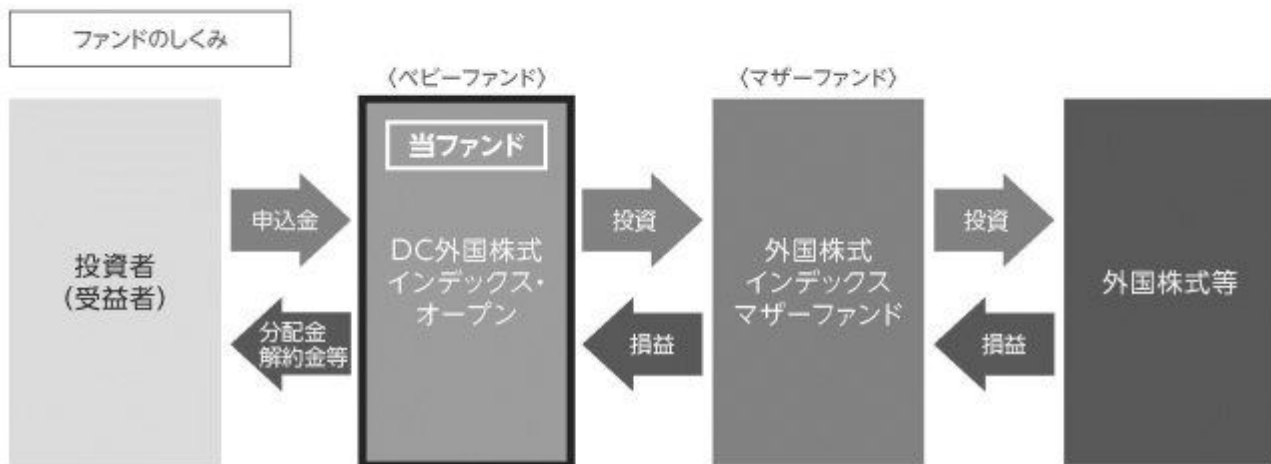 ファンドのしくみ
〈ベビーファンド〉
〈マザーファンド〉
投資者
(受益者)
申込金
分配金
解約金等
当ファンド
DC外国株式
インデックス・
オープン
投資
損益
外国株式
インデックス
マザーファンド
投資
損益
外国株式等